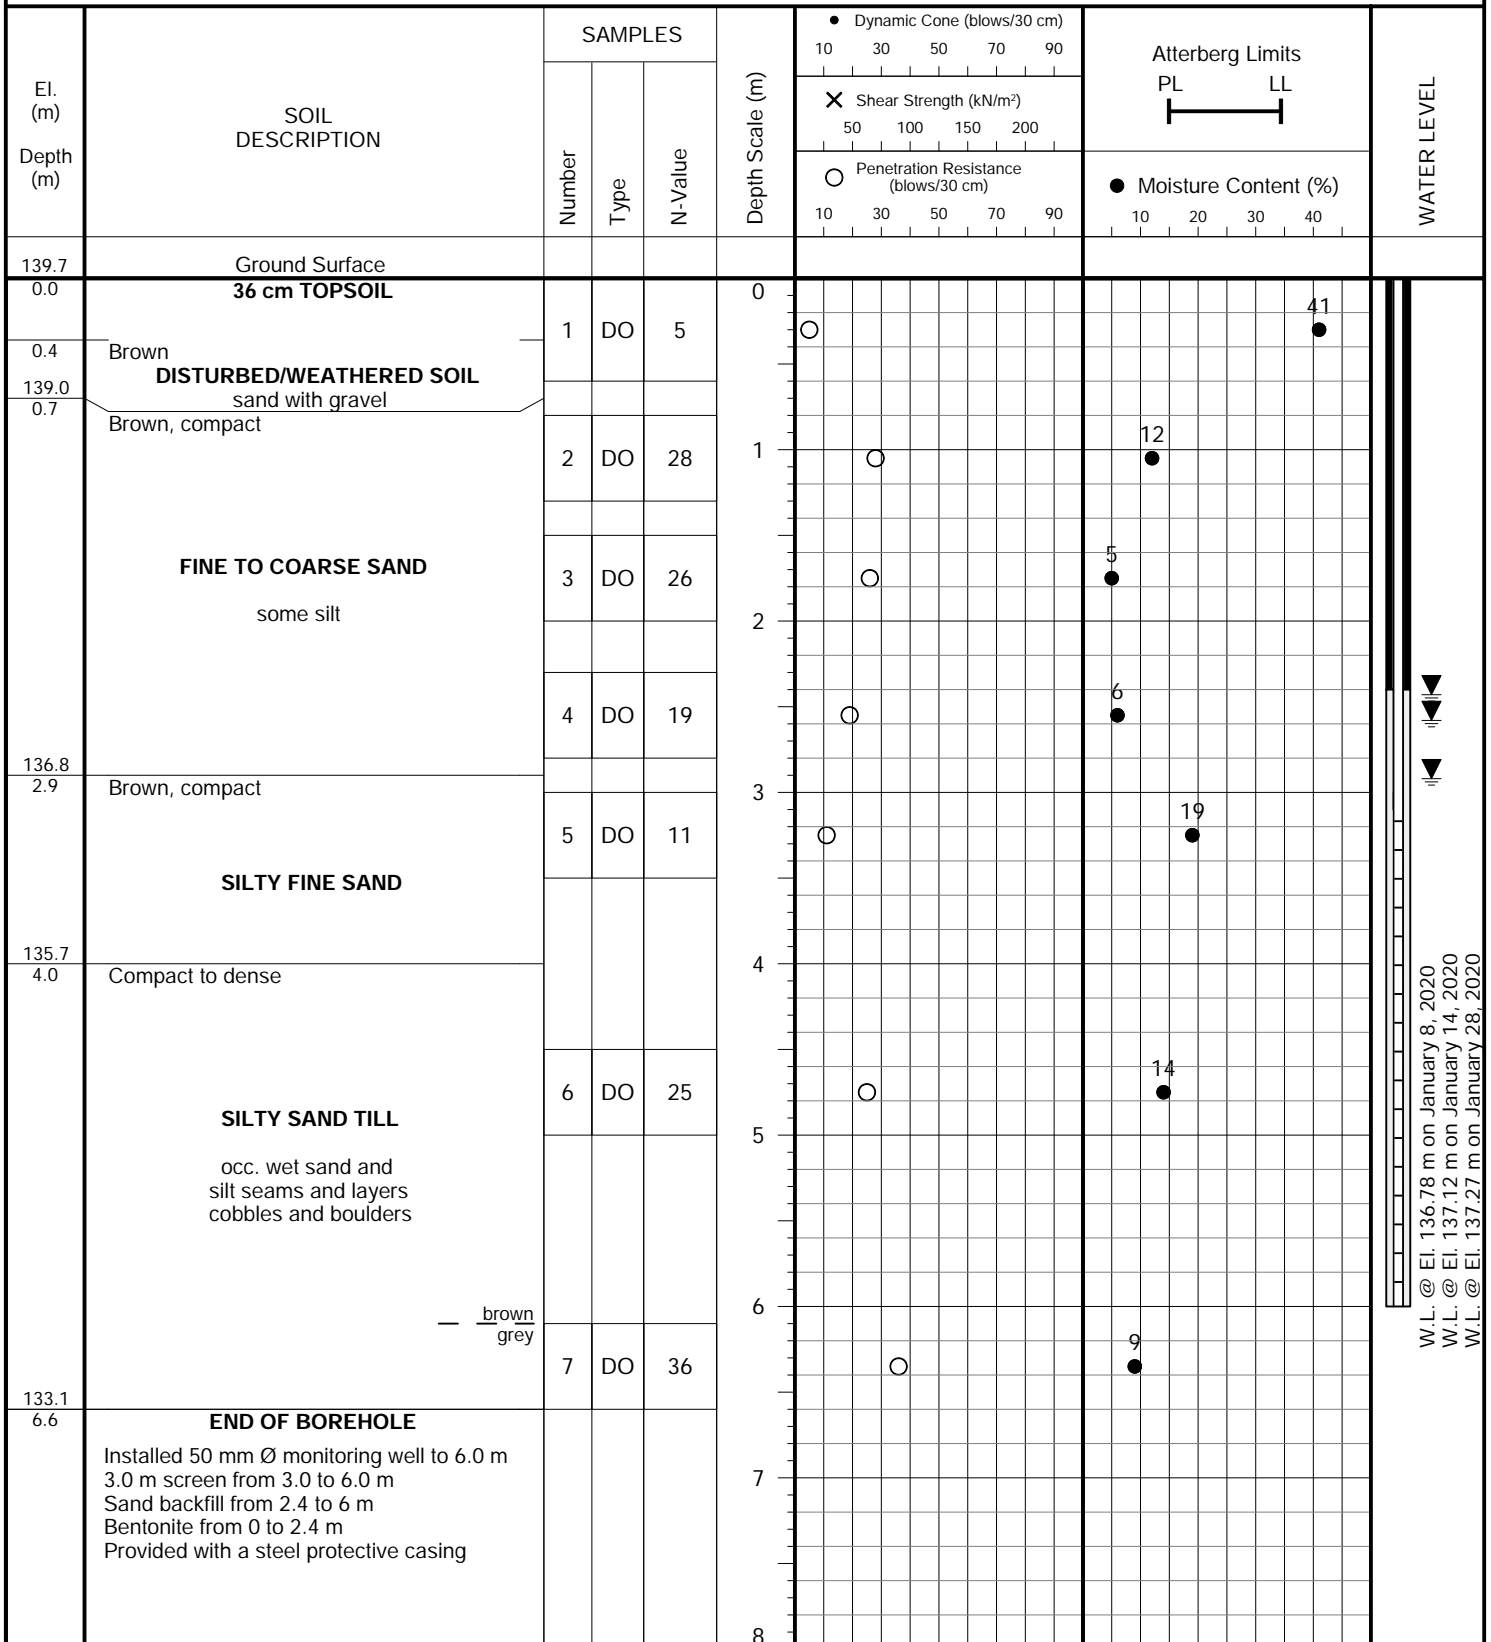 El.
(m)
Depth
(m)
SOIL
DESCRIPTION
SAMPLES
Number
Type
N-Value
Depth Scale (m)
Dynamic Cone (blows/30 cm)
10 30 50 70 90
Shear Strength (kN/m²)
50 100 150 200
Penetration Resistance
(blows/30 cm)
10 30 50 70 90
Atterberg Limits
PL LL
Moisture Content (%)
10 20 30 40
WATER LEVEL
139.7 Ground Surface
0.0 36 cm TOPSOIL 0
41
1 DO 5
0.4 Brown
DISTURBED/WEATHERED SOIL
139.0 sand with gravel
0.7 Brown, compact
12
1
2 DO 28
5
FINE TO COARSE SAND
3 DO 26
some silt
2
6
4 DO 19
136.8
2.9 Brown, compact
3
19
5 DO 11
SILTY FINE SAND
135.7
4.0 Compact to dense
4
14
6 DO 25
SILTY SAND TILL
5
occ. wet sand and
silt seams and layers
cobbles and boulders
6
brown
grey
9
7 DO 36
133.1
6.6 END OF BOREHOLE
Installed 50 mm Ø monitoring well to 6.0 m
3.0 m screen from 3.0 to 6.0 m
7
Sand backfill from 2.4 to 6 m
Bentonite from 0 to 2.4 m
Provided with a steel protective casing
8
W.L. @ El. 136.78 m on January 8, 2020
W.L. @ El. 137.12 m on January 14, 2020
W.L. @ El. 137.27 m on January 28, 2020